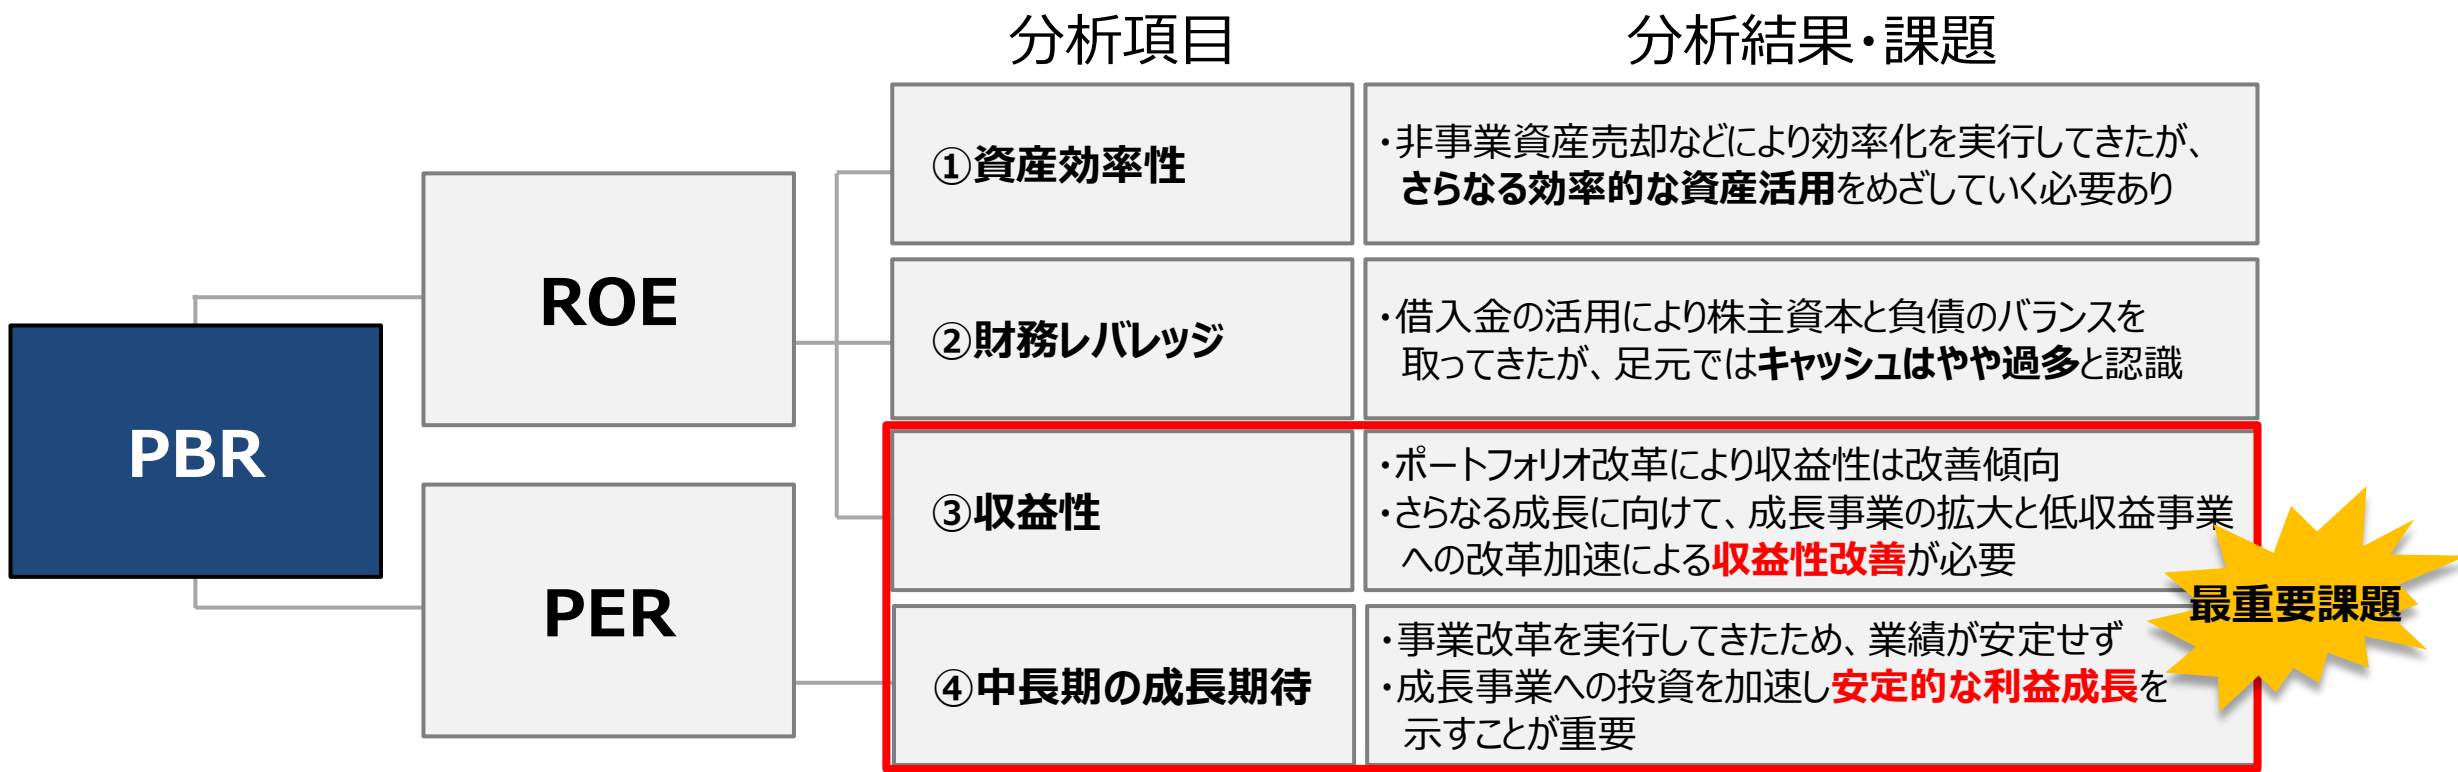 分析項目
分析結果・課題
PBR
ROE
PER
①資産効率性
・非事業資産売却などにより効率化を実行してきたが、
さらなる効率的な資産活用をめざしていく必要あり
②財務レバレッジ
・借入金の活用により株主資本と負債のバランスを
取ってきたが、足元ではキャッシュはやや過多と認識
③収益性
・ポートフォリオ改革により収益性は改善傾向
・さらなる成長に向けて、成長事業の拡大と低収益事業
への改革加速による収益性改善が必要
④中長期の成長期待
・事業改革を実行してきたため、業績が安定せず
・成長事業への投資を加速し安定的な利益成長を
示すことが重要
最重要課題